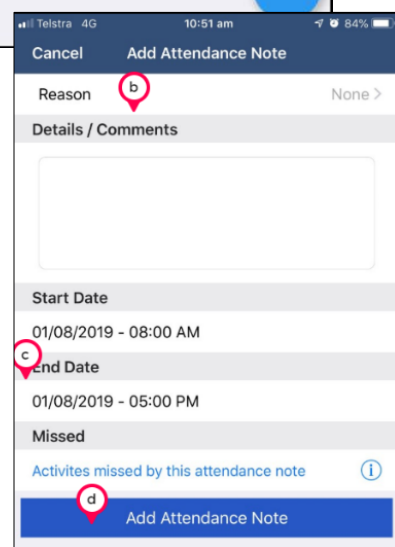 Telstra 4G 10:51 am 84%
Cancel Add Attendance Note
Reason b None >
Details / Comments
Start Date
01/08/2019 - 08:00 AM
c End Date
01/08/2019 - 05:00 PM
Missed
Activites missed by this attendance note i
d
Add Attendance Note